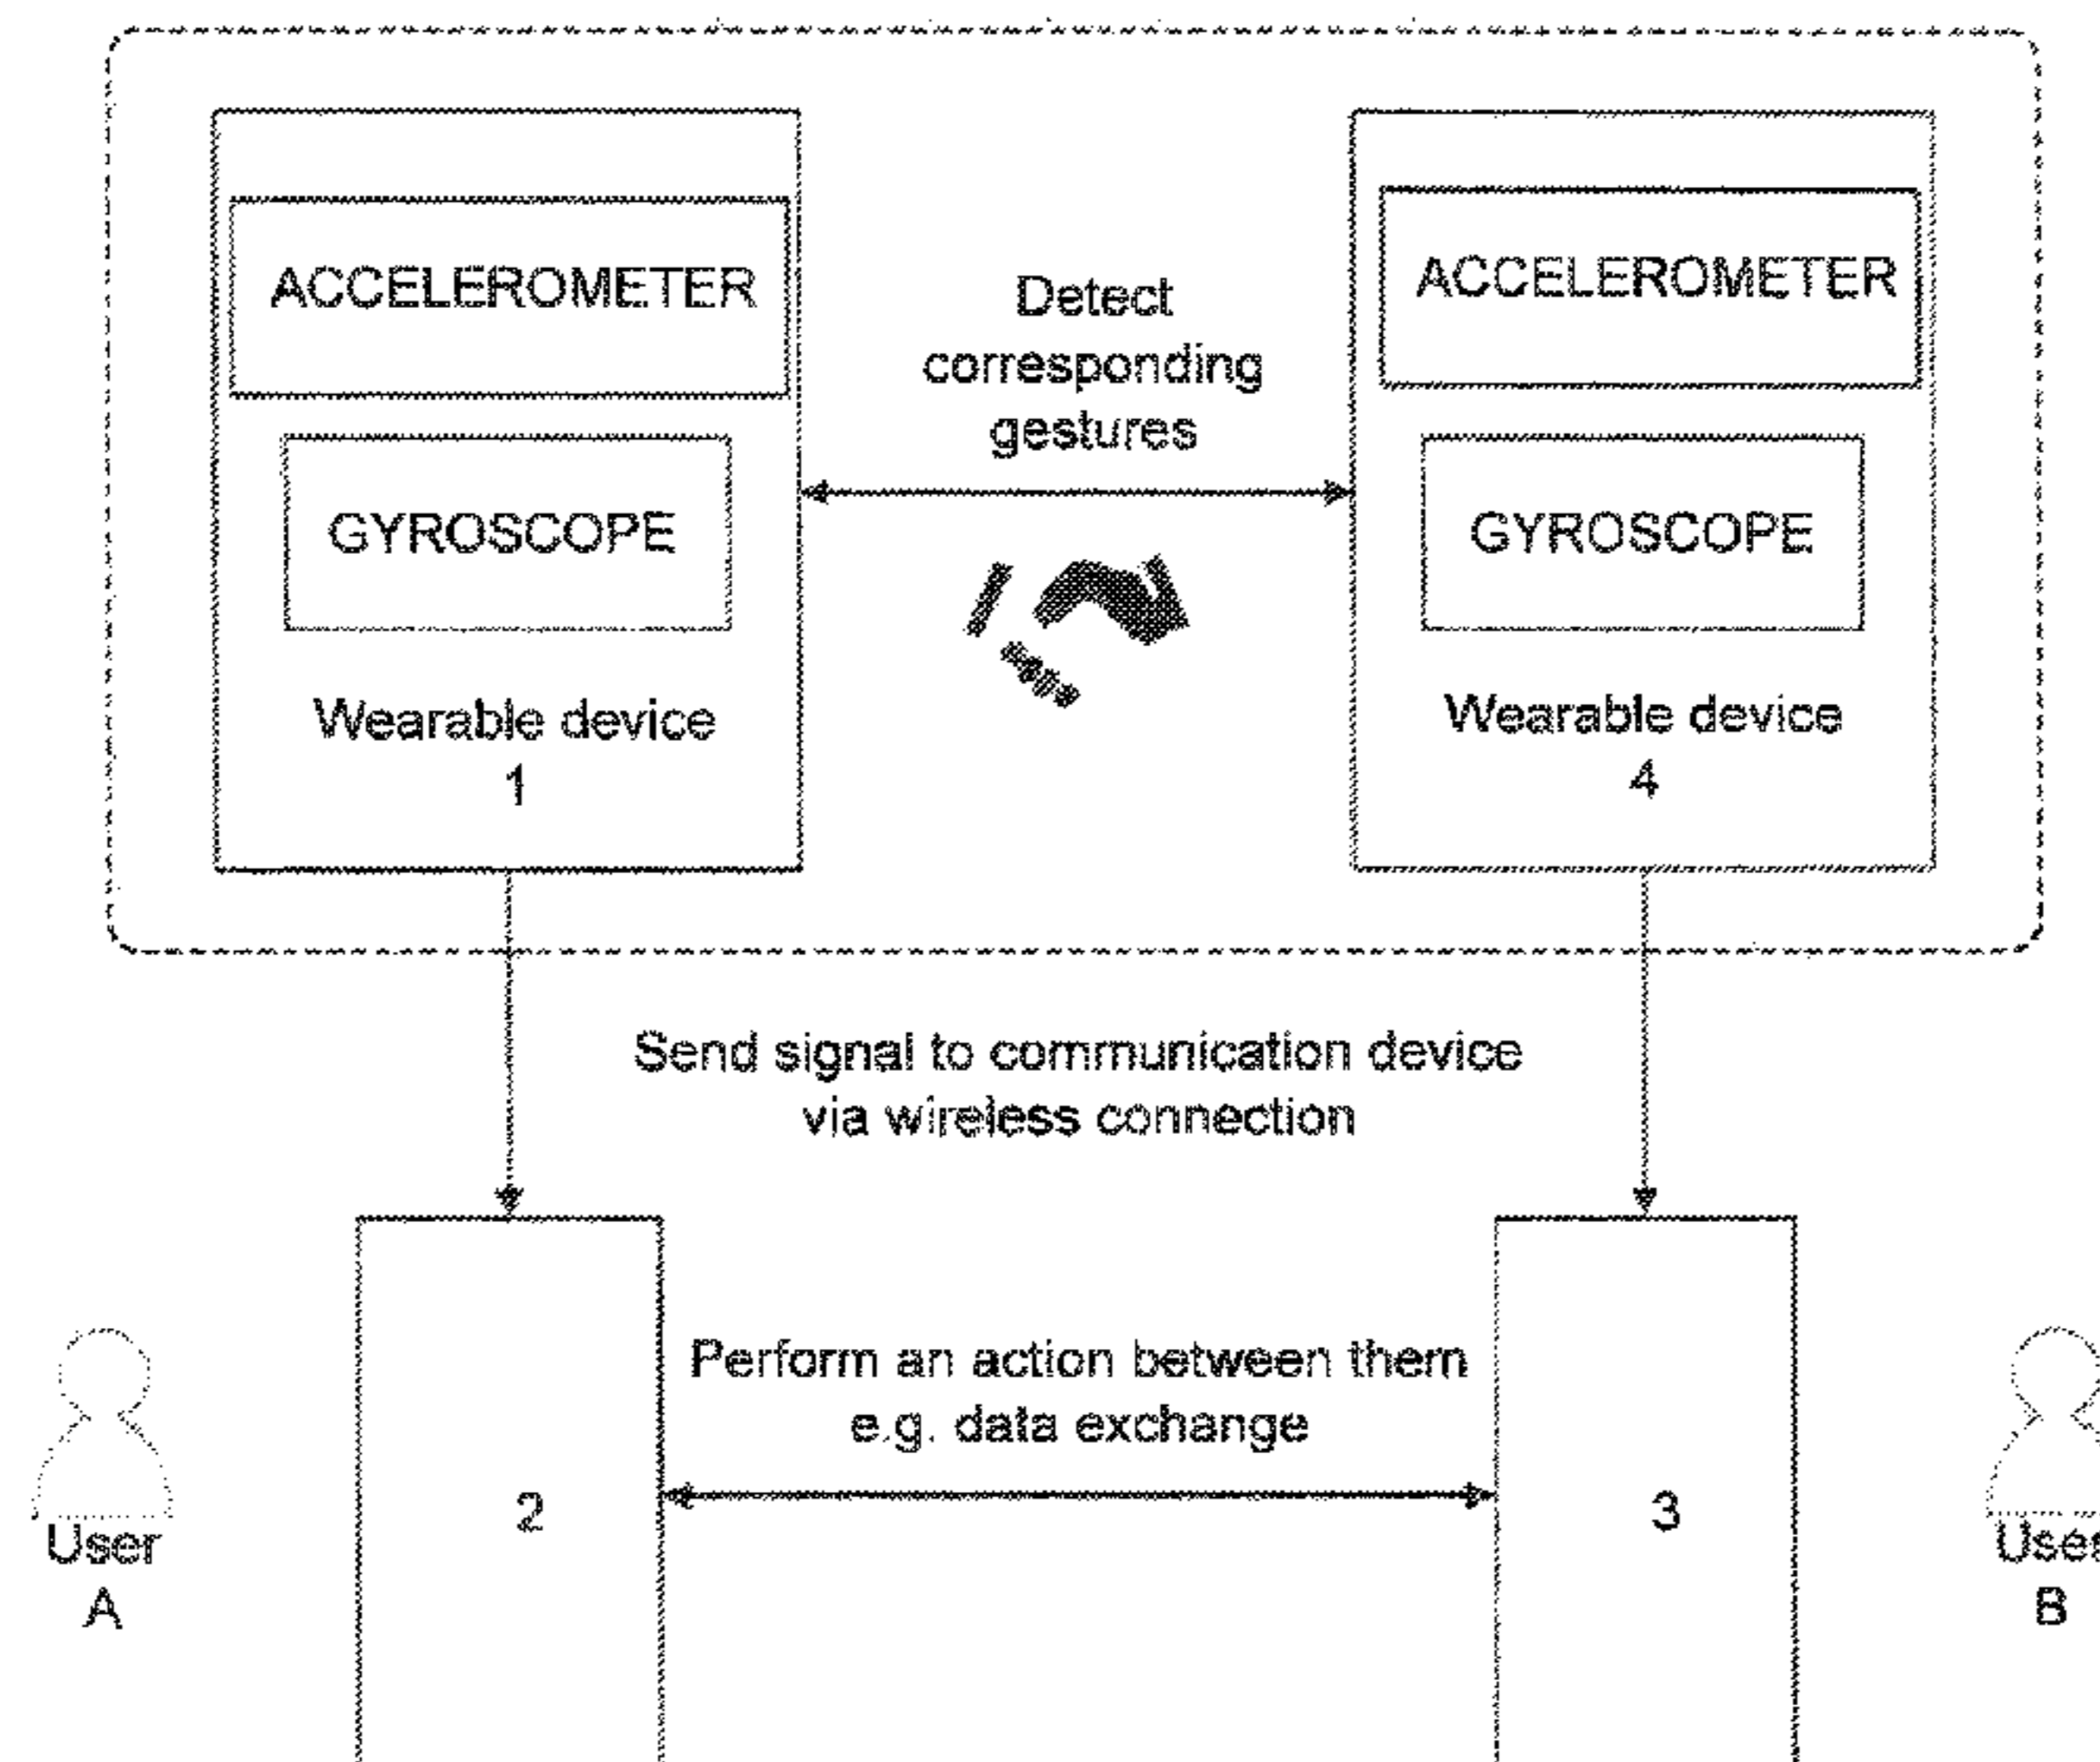 ACCELEROMETER
GYROSCOPE
Wearable device
1
Detect
corresponding
gestures
ACCELEROMETER
GYROSCOPE
Wearable device
4
Send signal to communication device
via wireless connection
Perform an action between them
e.g. data exchange
2
3
User
A
User
B